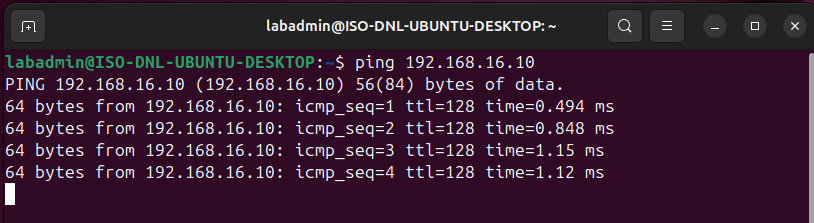 labadmin@ISO-DNL-UBUNTU-DESKTOP: ~
labadmin@ISO-DNL-UBUNTU-DESKTOP:~$ ping 192.168.16.10
PING 192.168.16.10 (192.168.16.10) 56(84) bytes of data.
64 bytes from 192.168.16.10: icmp_seq=1 ttl=128 time=0.494 ms
64 bytes from 192.168.16.10: icmp_seq=2 ttl=128 time=0.848 ms
64 bytes from 192.168.16.10: icmp_seq=3 ttl=128 time=1.15 ms
64 bytes from 192.168.16.10: icmp_seq=4 ttl=128 time=1.12 ms